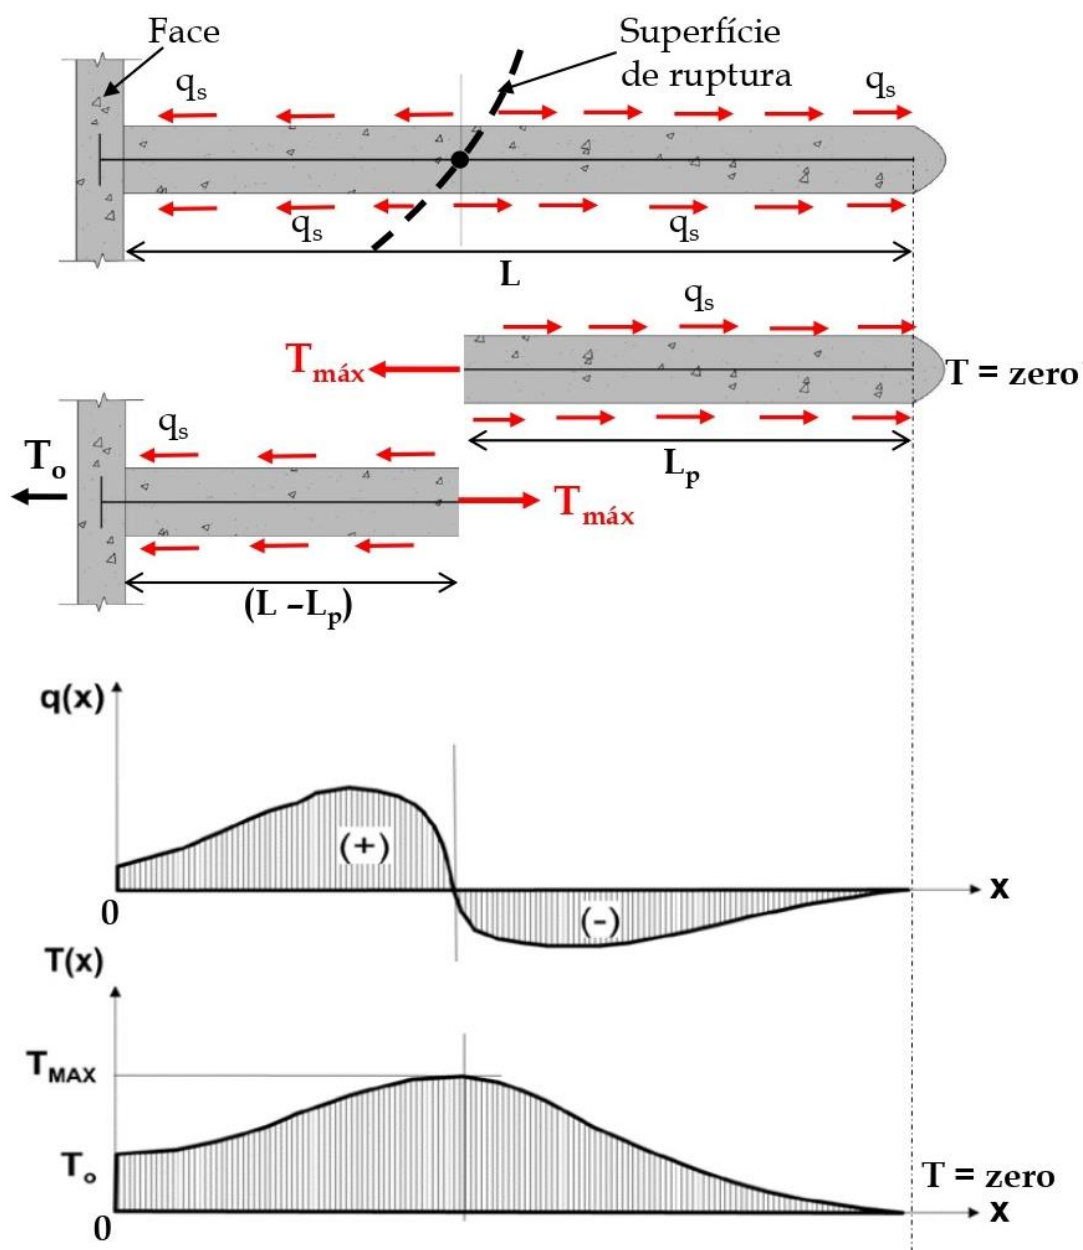 Face
Superfície
de ruptura
qs
qs
qs
qs
L
qs
Tmáx
T = zero
qs
Lp
To
Tmáx
(L –Lp)
q(x)
(+)
x
0
(-)
T(x)
TMAX
To
T = zero
x
0